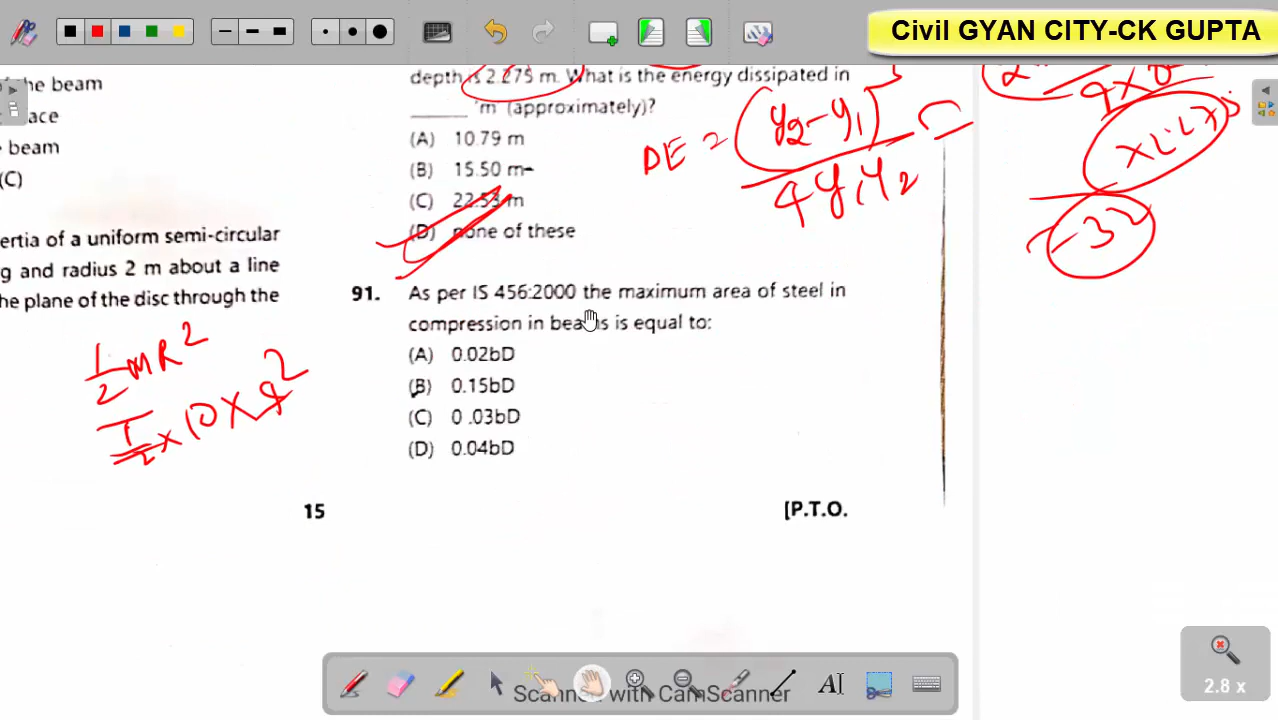 Civil GYAN CITY-CK GUPTA
of the beam
ace
beam
(C)
ertia of a uniform semi-circular
g and radius 2 m about a line
he plane of the disc through the
1/2 mR²
1/2 × 10 ×
depth is 2.275 m. What is the energy dissipated in
______ m (approximately)?
(A) 10.79 m
(B) 15.50 m
(C) 22.53 m
(D) none of these
DE = (y2-y1)³
4y1y2
91. As per IS 456:2000 the maximum area of steel in
compression in beams is equal to:
(A) 0.02bD
(B) 0.15bD
(C) 0 .03bD
(D) 0.04bD
15
[P.T.O.
Scanned with CamScanner
2.8 x